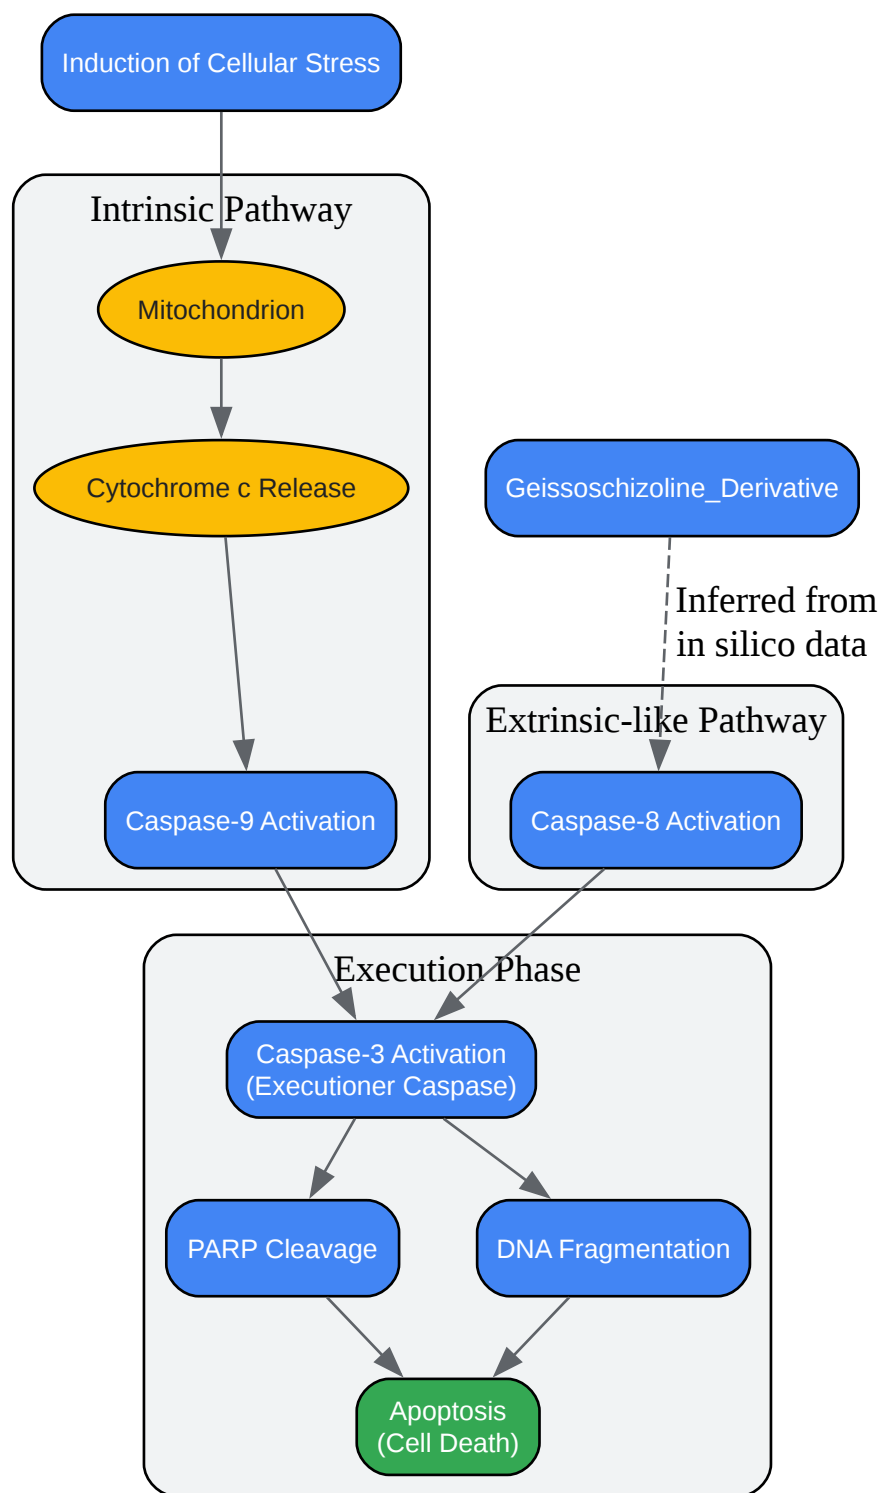 Induction of Cellular Stress
Intrinsic Pathway
Mitochondrion
Cytochrome c Release
Geissoschizoline_Derivative
Inferred from
in silico data
Extrinsic-like Pathway
Caspase-9 Activation
Caspase-8 Activation
Execution Phase
Caspase-3 Activation
(Executioner Caspase)
PARP Cleavage
DNA Fragmentation
Apoptosis
(Cell Death)